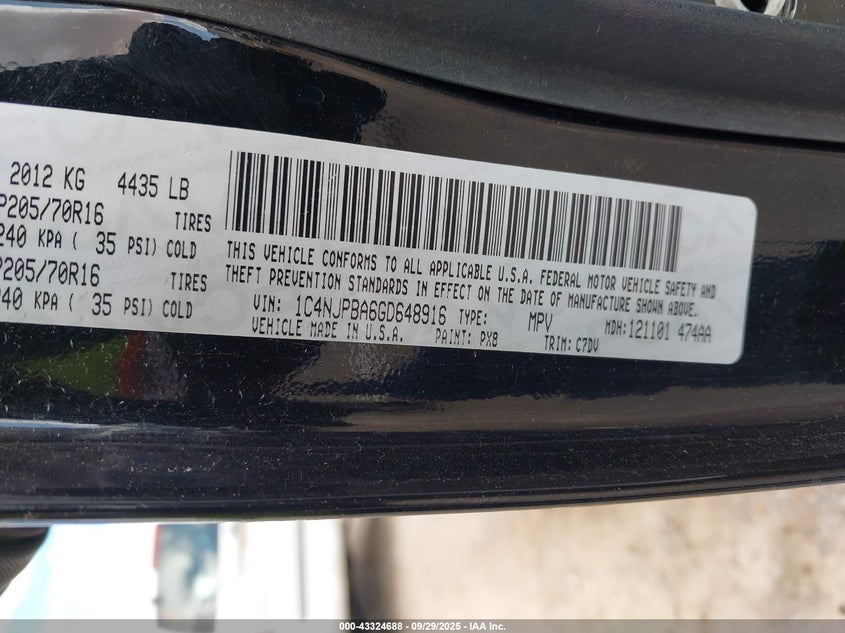 2012 KG 4435 LB
P205/70R16 TIRES
240 KPA ( 35 PSI) COLD
P205/70R16 TIRES
240 KPA ( 35 PSI) COLD
THIS VEHICLE CONFORMS TO ALL APPLICABLE U.S.A. FEDERAL MOTOR VEHICLE SAFETY AND
THEFT PREVENTION STANDARDS IN EFFECT ON THE DATE OF MANUFACTURE SHOWN ABOVE.
VIN: 1C4NJPBA6GD648916 TYPE: MPV MDH:121101 474AA
VEHICLE MADE IN U.S.A. PAINT: PX8 TRIM: C7DV
000-43324688 - 09/29/2025 - IAA Inc.